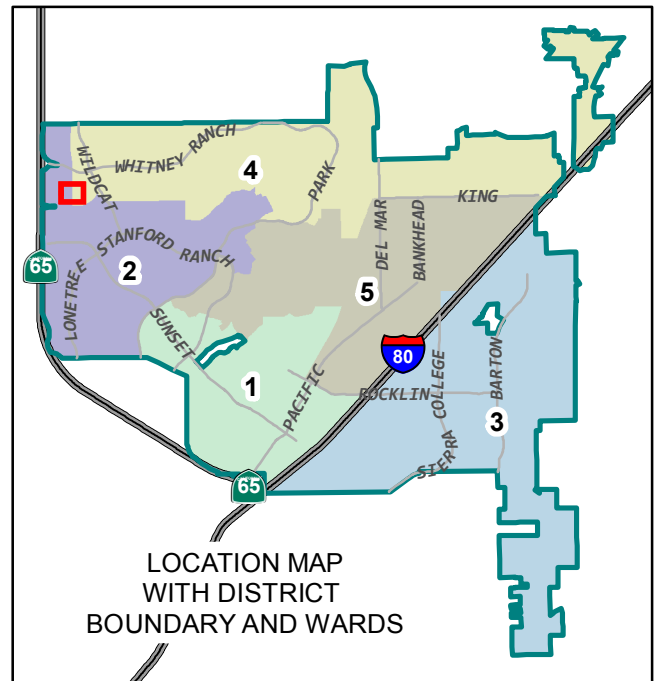 WHITNEY RANCH
WILDCAT
4
PARK
KING
DEL MAR
BANKHEAD
STANFORD RANCH
LONETREE
65
2
5
SUNSET
80
1
PACIFIC
ROCKLIN
COLLEGE
BARTON
3
SIERRA
65
LOCATION MAP
WITH DISTRICT
BOUNDARY AND WARDS